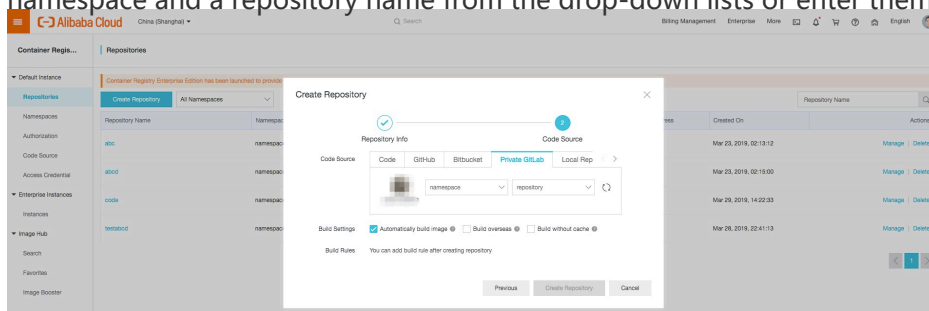 namespace and a repository name from the drop-down lists or enter them
Alibaba Cloud China (Shanghai) Search Billing Management Enterprise More English
Container Regis... Repositories
Default Instance Container Registry Enterprise Edition has been launched to provide
Repositories Create Repository All Namespaces Create Repository Repository Name
Namespaces Repository Name Namespac Created On Actions
Authorization Repository Info 2 Code Source
abc namespac Mar 23, 2019, 02:13:12 Manage | Delete
Code Source Code Source Code GitHub Bitbucket Private GitLab Local Rep
Access Credential abcd namespac Mar 23, 2019, 02:15:00 Manage | Delete
Enterprise Instances namespace repository
code namespac Mar 29, 2019, 14:22:33 Manage | Delete
Instances
Image Hub testabcd namespac Build Settings Automatically build image Build overseas Build without cache Mar 28, 2019, 22:41:13 Manage | Delete
Search Build Rules You can add build rule after creating repository
1
Favorites
Image Booster Previous Create Repository Cancel